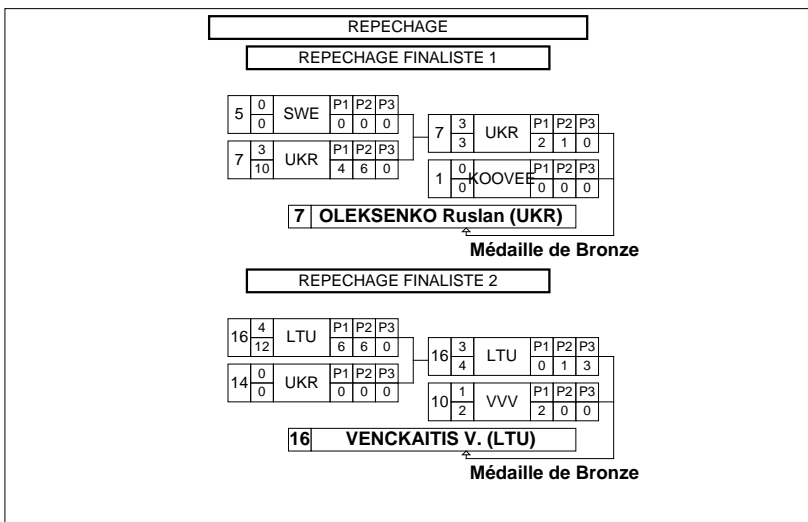 REPECHAGE
REPECHAGE FINALISTE 1
5 0 0 SWE P1 P2 P3 0 0 0
7 3 10 UKR P1 P2 P3 4 6 0
7 3 3 UKR P1 P2 P3 2 1 0
1 0 0 KOOVEE P1 P2 P3 0 0 0
7 OLEKSENKO Ruslan (UKR)
Médaille de Bronze
REPECHAGE FINALISTE 2
16 4 12 LTU P1 P2 P3 6 6 0
14 0 0 UKR P1 P2 P3 0 0 0
16 3 4 LTU P1 P2 P3 0 1 3
10 1 2 VVV P1 P2 P3 2 0 0
16 VENCKAITIS V. (LTU)
Médaille de Bronze